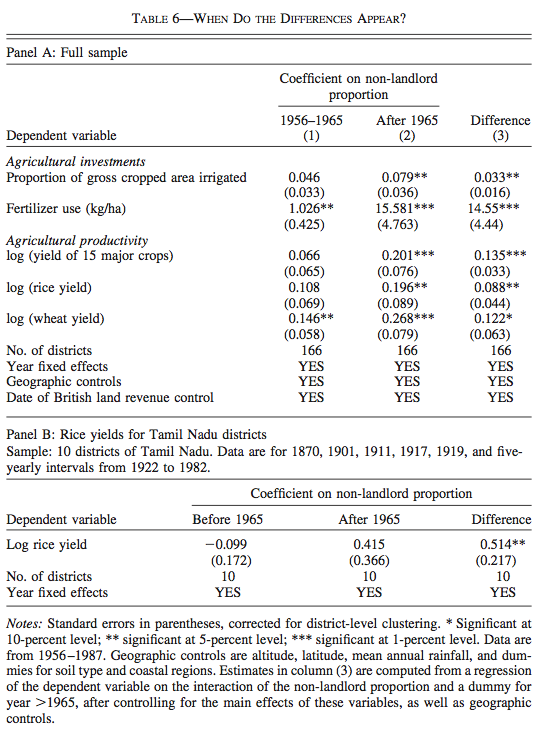 TABLE 6—WHEN DO THE DIFFERENCES APPEAR?
Panel A: Full sample
Coefficient on non-landlord
proportion
Dependent variable 1956–1965 (1) After 1965 (2) Difference (3)
Agricultural investments
Proportion of gross cropped area irrigated 0.046 0.079** 0.033**
(0.033) (0.036) (0.016)
Fertilizer use (kg/ha) 1.026** 15.581*** 14.55***
(0.425) (4.763) (4.44)
Agricultural productivity
log (yield of 15 major crops) 0.066 0.201*** 0.135***
(0.065) (0.076) (0.033)
log (rice yield) 0.108 0.196** 0.088**
(0.069) (0.089) (0.044)
log (wheat yield) 0.146** 0.268*** 0.122*
(0.058) (0.079) (0.063)
No. of districts 166 166 166
Year fixed effects YES YES YES
Geographic controls YES YES YES
Date of British land revenue control YES YES YES
Panel B: Rice yields for Tamil Nadu districts
Sample: 10 districts of Tamil Nadu. Data are for 1870, 1901, 1911, 1917, 1919, and five-
yearly intervals from 1922 to 1982.
Coefficient on non-landlord proportion
Dependent variable Before 1965 After 1965 Difference
Log rice yield −0.099 0.415 0.514**
(0.172) (0.366) (0.217)
No. of districts 10 10 10
Year fixed effects YES YES YES
Notes: Standard errors in parentheses, corrected for district-level clustering. * Significant at
10-percent level; ** significant at 5-percent level; *** significant at 1-percent level. Data are
from 1956–1987. Geographic controls are altitude, latitude, mean annual rainfall, and dum-
mies for soil type and coastal regions. Estimates in column (3) are computed from a regression
of the dependent variable on the interaction of the non-landlord proportion and a dummy for
year >1965, after controlling for the main effects of these variables, as well as geographic
controls.